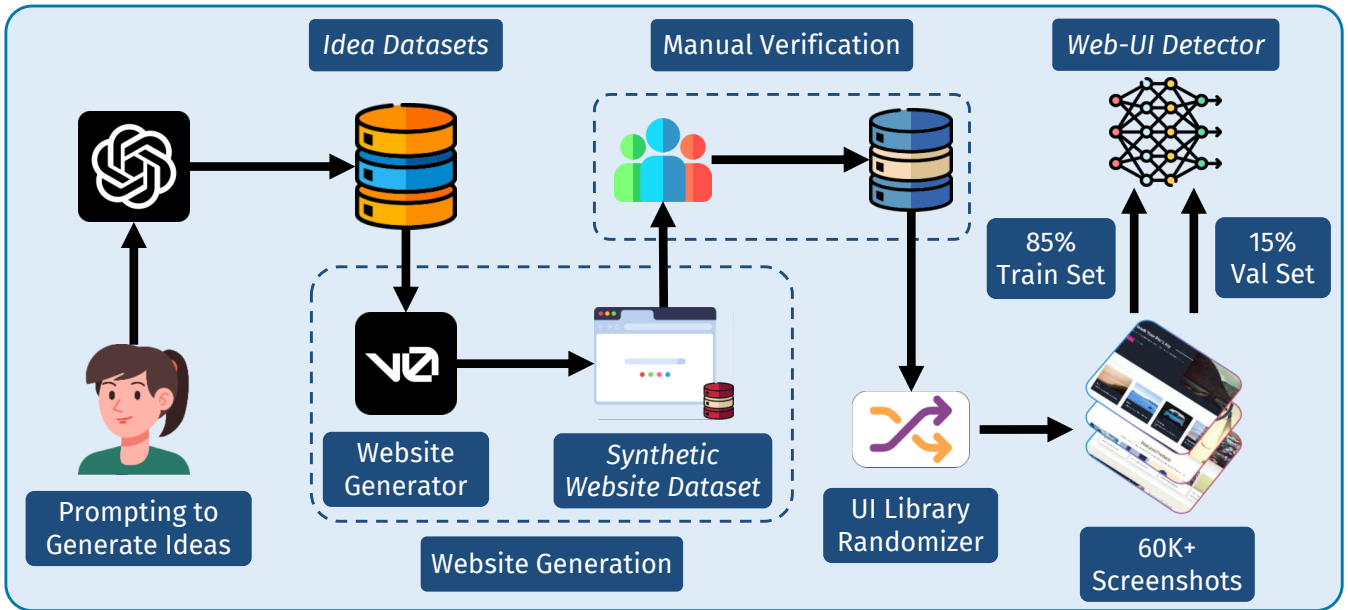 Idea Datasets
Manual Verification
Web-UI Detector
85%
Train Set
15%
Val Set
v0
Website
Generator
Synthetic
Website Dataset
Prompting to
Generate Ideas
Website Generation
UI Library
Randomizer
60K+
Screenshots